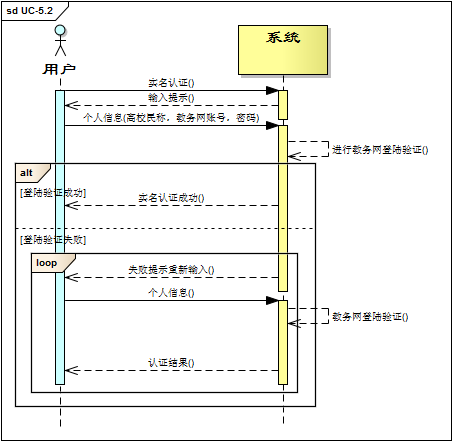 sd UC-5.2
系统
用户
实名认证()
输入提示()
个人信息(高校民称，教务网账号，密码)
进行教务网登陆验证()
alt
[登陆验证成功]
实名认证成功()
[登陆验证失败]
loop
失败提示重新输入()
个人信息()
教务网登陆验证()
认证结果()